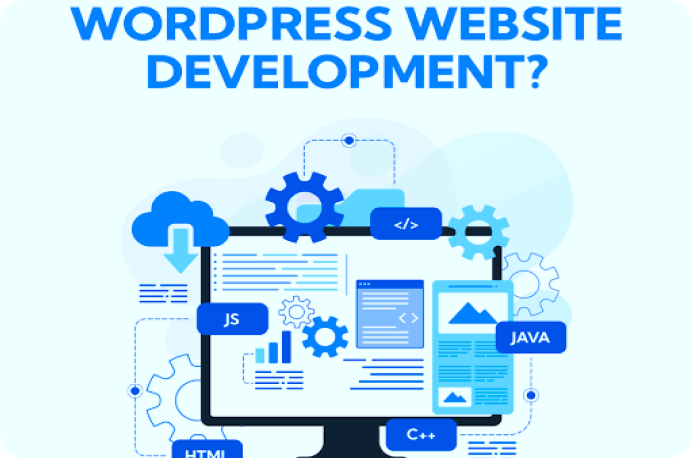 WORDPRESS WEBSITE
DEVELOPMENT?
</>
JS
JAVA
C++
HTML